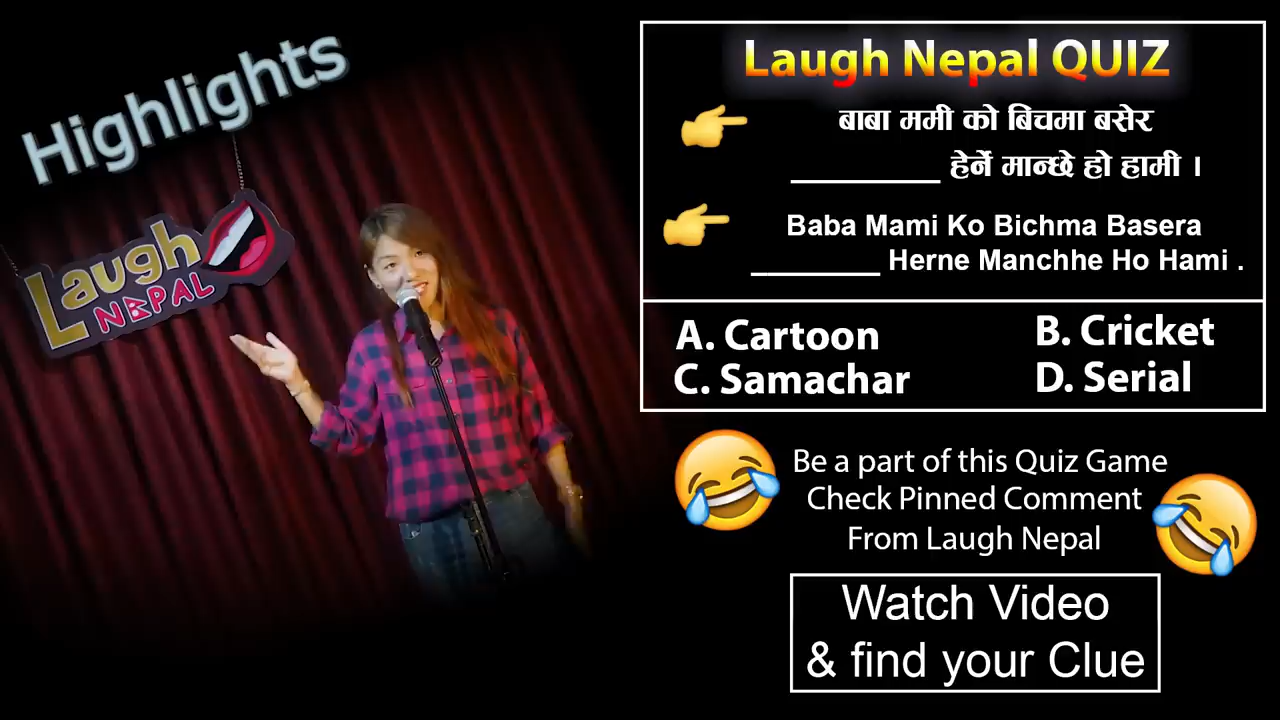 Highlights
Laugh
NEPAL
Laugh Nepal QUIZ
बाबा ममी को बिचमा बसेर
__________ हेर्ने मान्छे हो हामी ।
Baba Mami Ko Bichma Basera
________ Herne Manchhe Ho Hami .
A. Cartoon
B. Cricket
C. Samachar
D. Serial
Be a part of this Quiz Game
Check Pinned Comment
From Laugh Nepal
Watch Video
& find your Clue